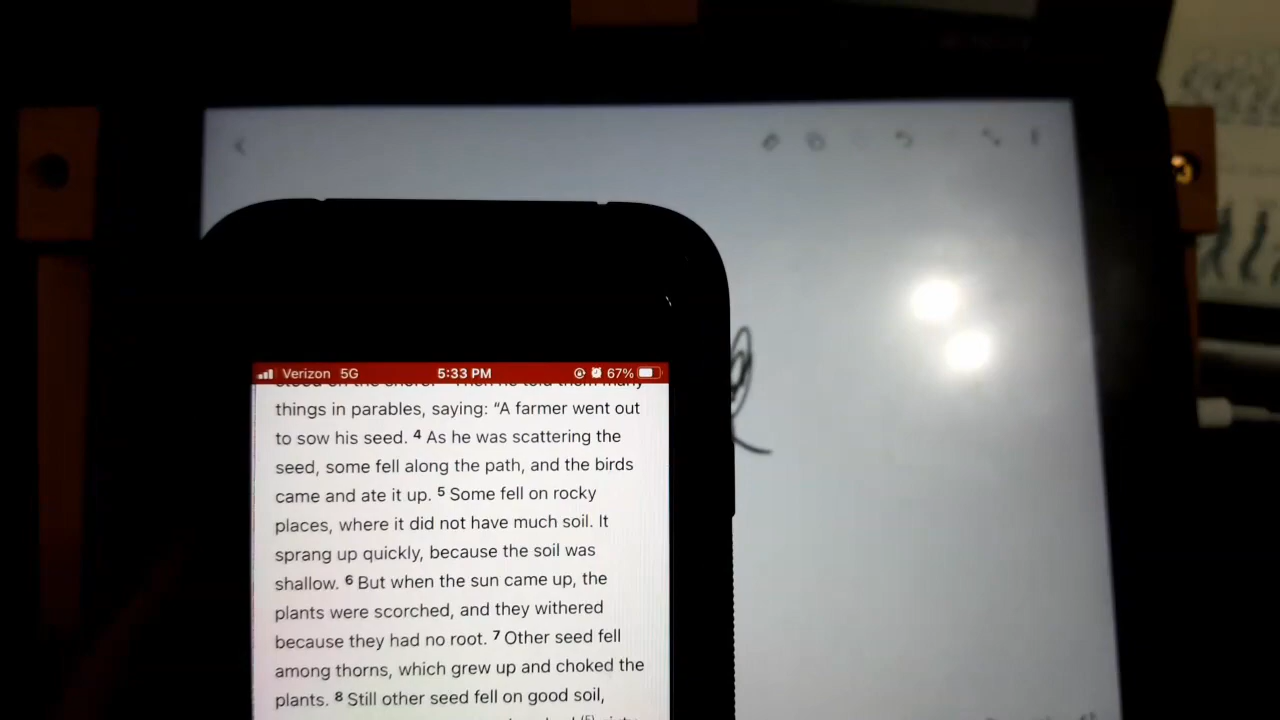 Verizon 5G 5:33 PM 67%
things in parables, saying: “A farmer went out
to sow his seed. 4 As he was scattering the
seed, some fell along the path, and the birds
came and ate it up. 5 Some fell on rocky
places, where it did not have much soil. It
sprang up quickly, because the soil was
shallow. 6 But when the sun came up, the
plants were scorched, and they withered
because they had no root. 7 Other seed fell
among thorns, which grew up and choked the
plants. 8 Still other seed fell on good soil,